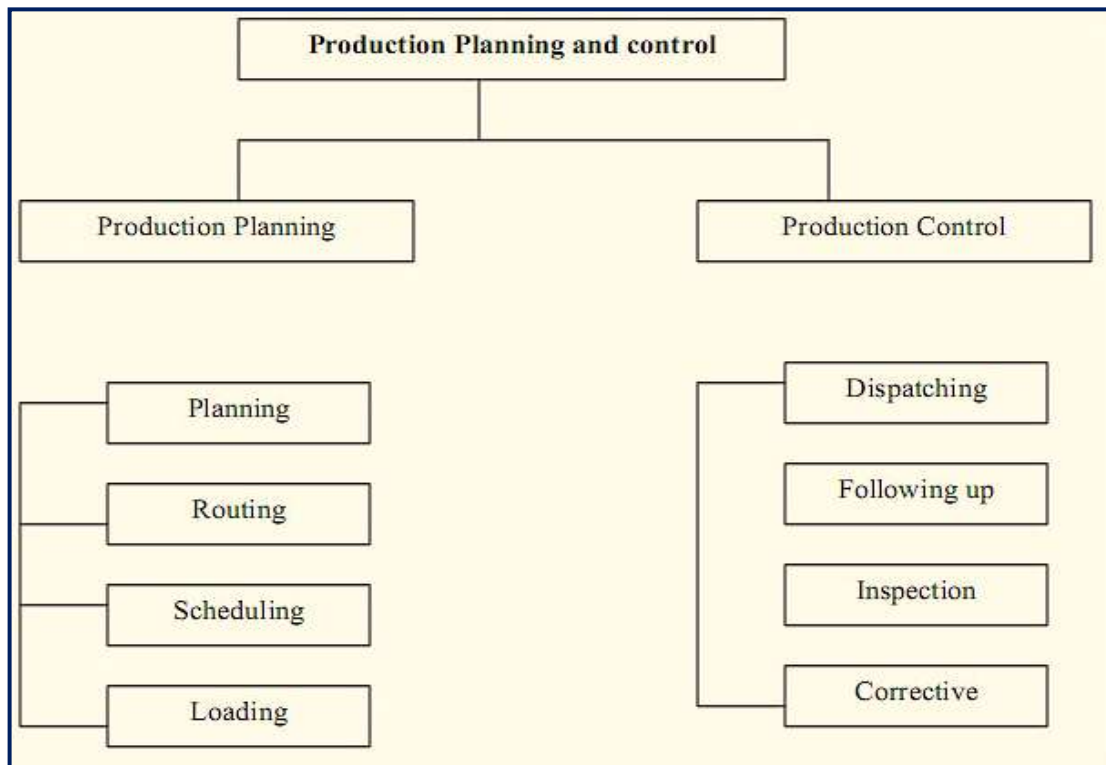 Production Planning and control
Production Planning
Production Control
Planning
Routing
Scheduling
Loading
Dispatching
Following up
Inspection
Corrective